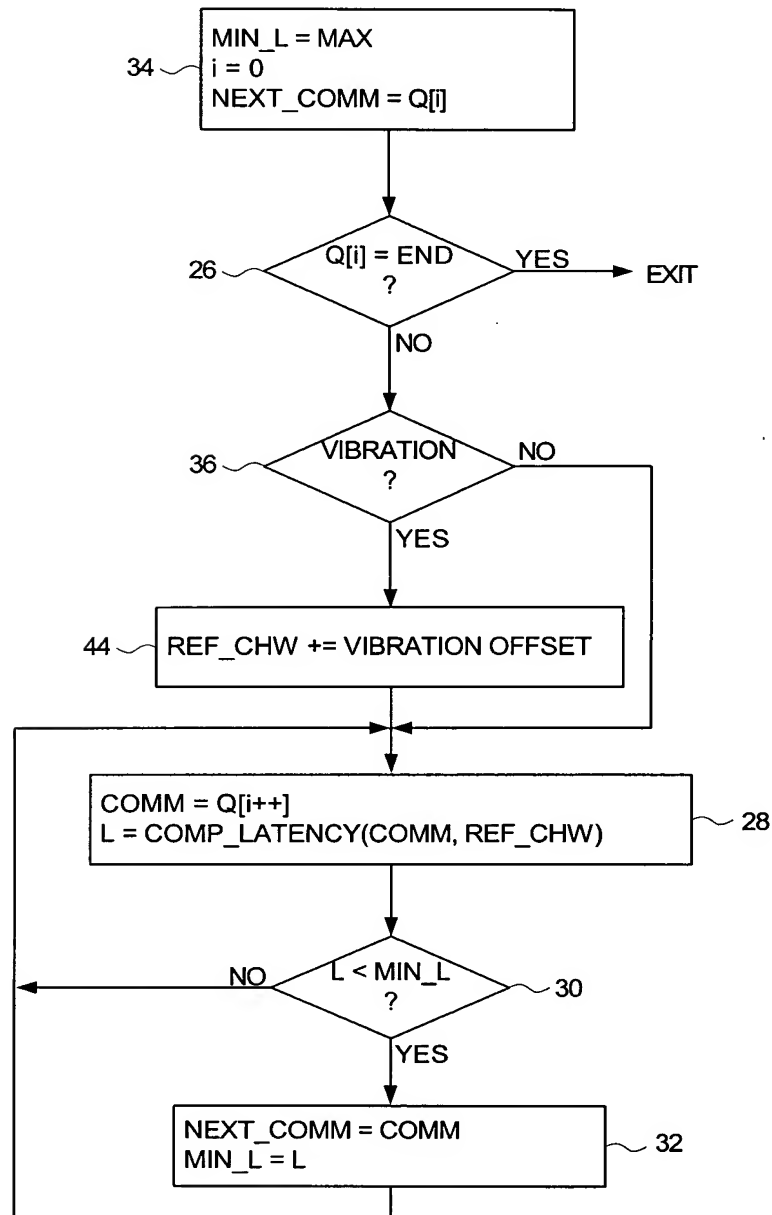 MIN_L = MAX
34
i = 0
NEXT_COMM = Q[i]
Q[i] = END
26
YES
EXIT
?
NO
VIBRATION
36
NO
?
YES
44
REF_CHW += VIBRATION OFFSET
COMM = Q[i++]
28
L = COMP_LATENCY(COMM, REF_CHW)
NO
L < MIN_L
30
?
YES
NEXT_COMM = COMM
32
MIN_L = L